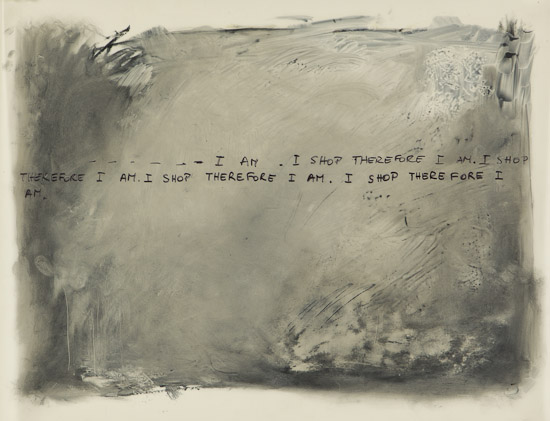 - - - - - - I AM . I SHOP THEREFORE I AM. I SHOP
THEREFORE I AM. I SHOP THEREFORE I AM. I SHOP THEREFORE I
AM.